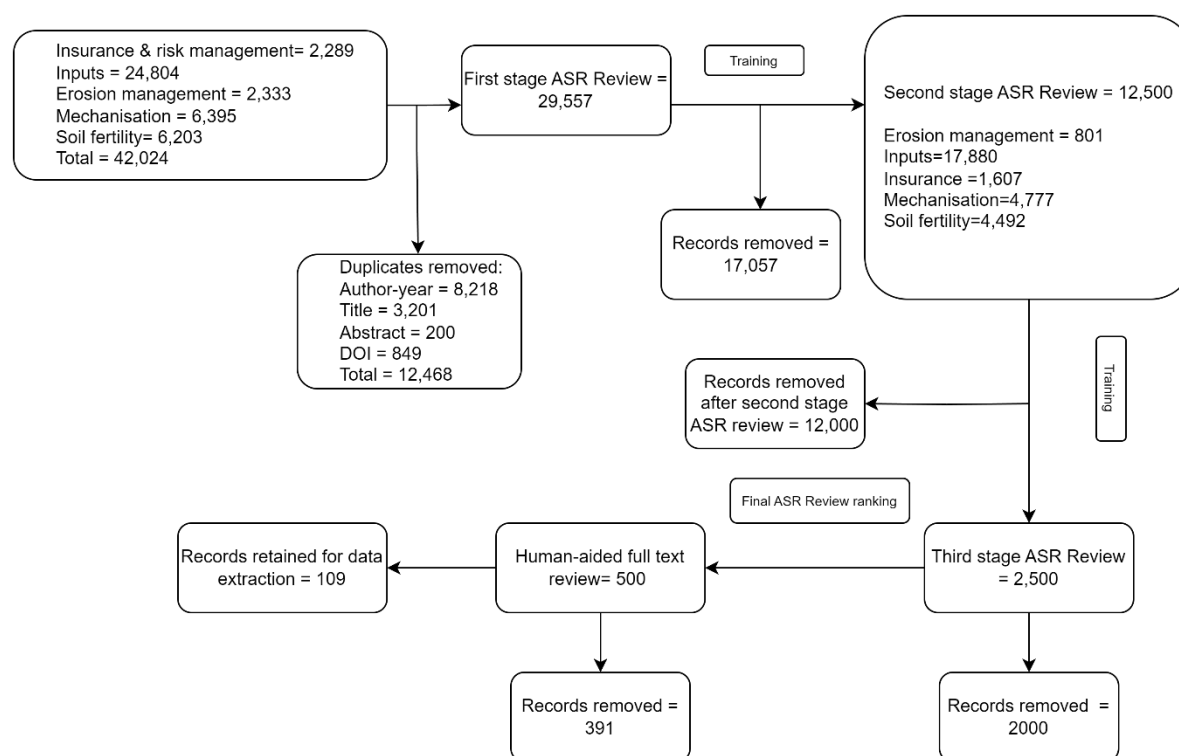 Insurance & risk management= 2,289
Inputs = 24,804
Erosion management = 2,333
Mechanisation = 6,395
Soil fertility= 6,203
Total = 42,024
First stage ASR Review =
29,557
Training
Second stage ASR Review = 12,500
Erosion management = 801
Inputs=17,880
Insurance =1,607
Mechanisation=4,777
Soil fertility=4,492
Duplicates removed:
Author-year = 8,218
Title = 3,201
Abstract = 200
DOI = 849
Total = 12,468
Records removed =
17,057
Records removed
after second stage
ASR review = 12,000
Training
Final ASR Review ranking
Records retained for data
extraction = 109
Human-aided full text
review= 500
Third stage ASR Review
= 2,500
Records removed =
391
Records removed =
2000